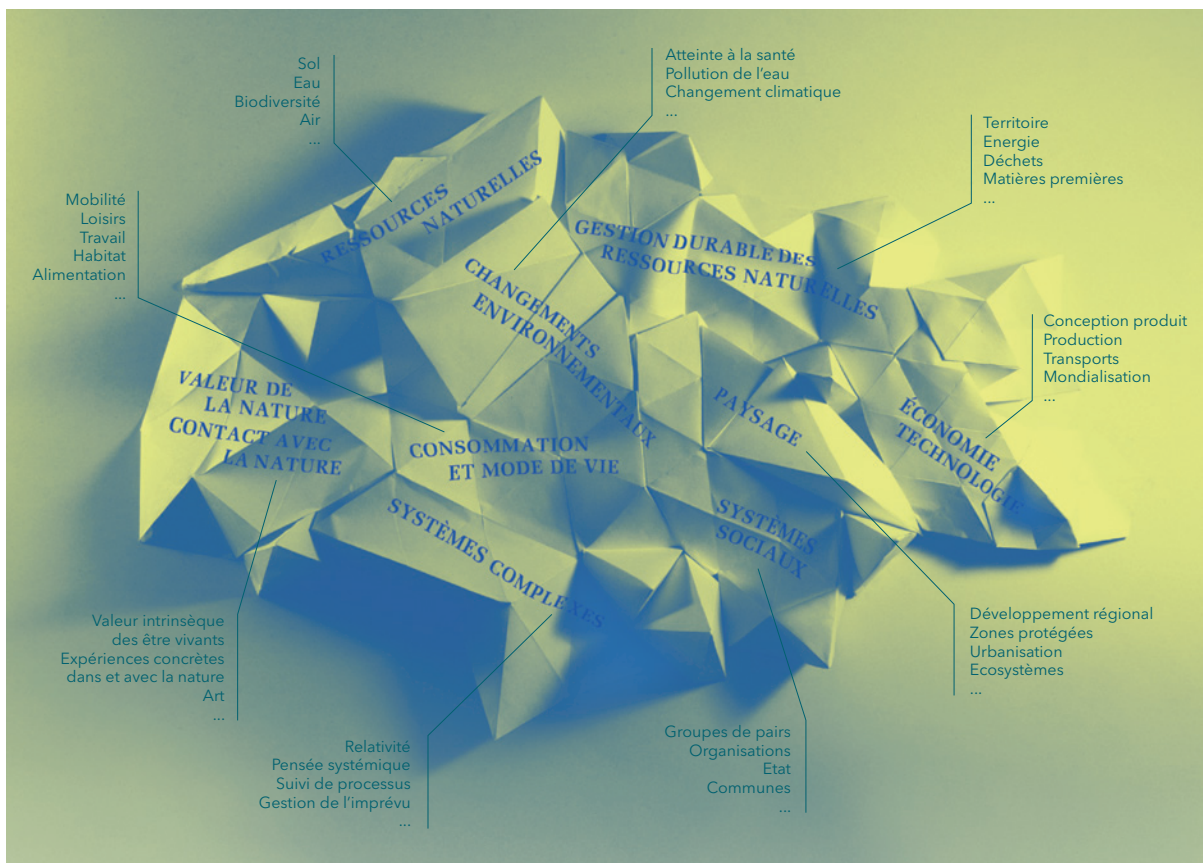 Sol
Eau
Biodiversité
Air
...
Atteinte à la santé
Pollution de l'eau
Changement climatique
...
Territoire
Energie
Déchets
Matières premières
...
Mobilité
Loisirs
Travail
Habitat
Alimentation
...
RESSOURCES
NATURELLES
GESTION DURABLE DES
RESSOURCES NATURELLES
CHANGEMENTS
ENVIRONNEMENTAUX
Conception produit
Production
Transports
Mondialisation
...
VALEUR DE
LA NATURE
CONTACT AVEC
LA NATURE
CONSOMMATION
ET MODE DE VIE
PAYSAGE
ÉCONOMIE
TECHNOLOGIE
SYSTÈMES COMPLEXES
SYSTÈMES
SOCIAUX
Valeur intrinsèque
des être vivants
Expériences concrètes
dans et avec la nature
Art
...
Développement régional
Zones protégées
Urbanisation
Ecosystèmes
...
Relativité
Pensée systémique
Suivi de processus
Gestion de l'imprévu
...
Groupes de pairs
Organisations
Etat
Communes
...